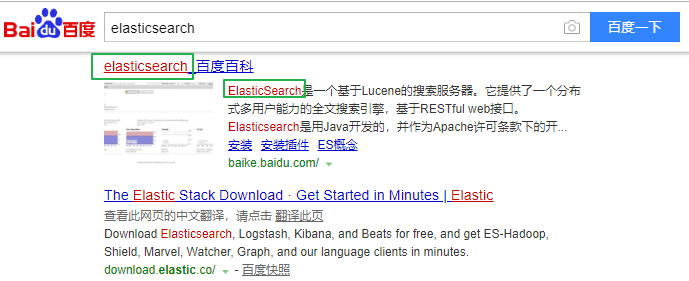 Bai du 百度
elasticsearch
百度一下
elasticsearch_百度百科
ElasticSearch是一个基于Lucene的搜索服务器。它提供了一个分布
式多用户能力的全文搜索引擎，基于RESTful web接口。
Elasticsearch是用Java开发的，并作为Apache许可条款下的开...
安装 安装插件 ES概念
baike.baidu.com/
The Elastic Stack Download · Get Started in Minutes | Elastic
查看此网页的中文翻译，请点击 翻译此页
Download Elasticsearch, Logstash, Kibana, and Beats for free, and get ES-Hadoop,
Shield, Marvel, Watcher, Graph, and our language clients in minutes.
download.elastic.co/ - 百度快照